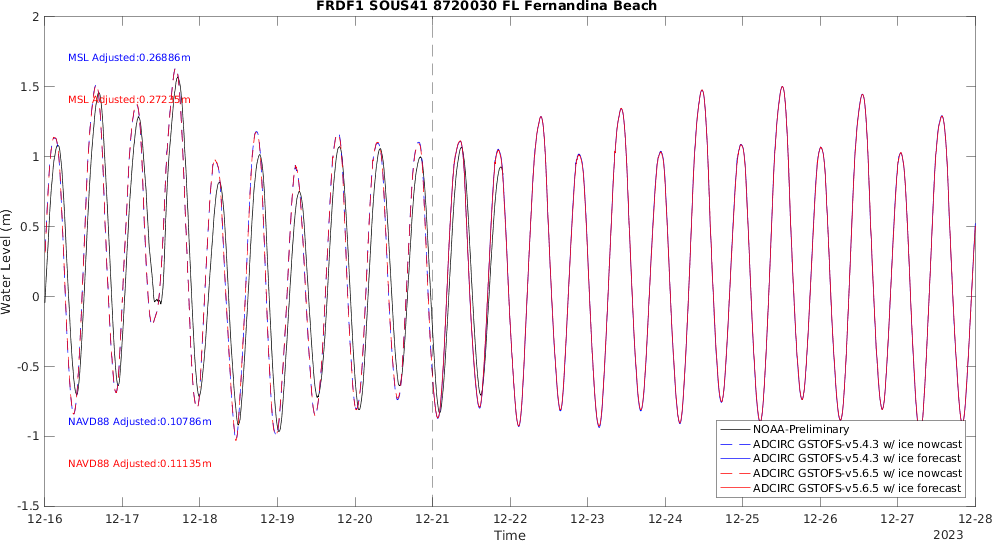 FRDF1 SOUS41 8720030 FL Fernandina Beach
2
1.5
1
0.5
0
-0.5
-1
-1.5
Water Level (m)
MSL Adjusted:0.26886m
MSL Adjusted:0.27235m
NAVD88 Adjusted:0.10786m
NAVD88 Adjusted:0.11135m
NOAA-Preliminary
ADCIRC GSTOFS-v5.4.3 w/ ice nowcast
ADCIRC GSTOFS-v5.4.3 w/ ice forecast
ADCIRC GSTOFS-v5.6.5 w/ ice nowcast
ADCIRC GSTOFS-v5.6.5 w/ ice forecast
12-16 12-17 12-18 12-19 12-20 12-21 12-22 12-23 12-24 12-25 12-26 12-27 12-28
Time
2023